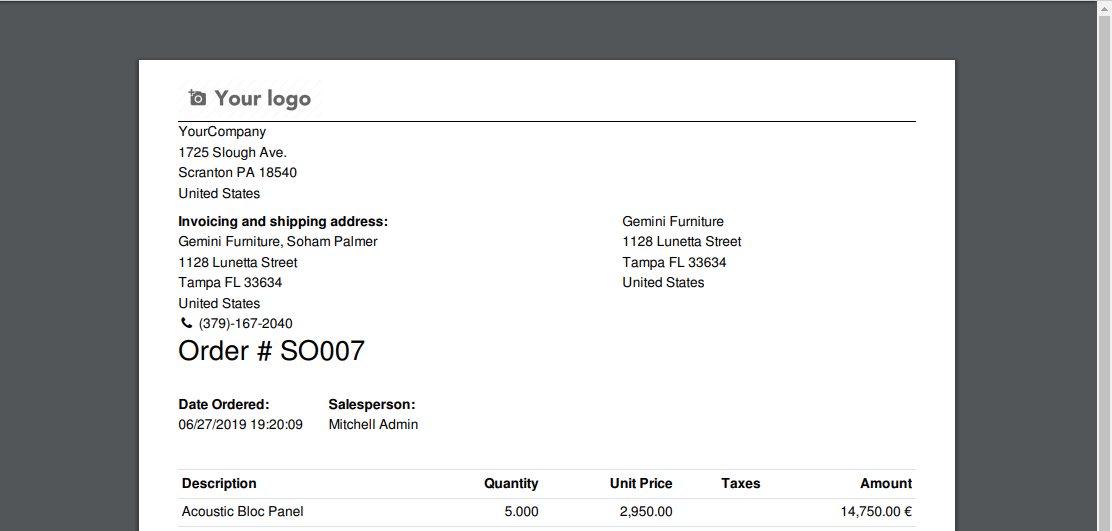 Your logo
YourCompany
1725 Slough Ave.
Scranton PA 18540
United States
Invoicing and shipping address:
Gemini Furniture, Soham Palmer
1128 Lunetta Street
Tampa FL 33634
United States
(379)-167-2040
Gemini Furniture
1128 Lunetta Street
Tampa FL 33634
United States
Order # SO007
Date Ordered: Salesperson:
06/27/2019 19:20:09 Mitchell Admin
Description Quantity Unit Price Taxes Amount
Acoustic Bloc Panel 5.000 2,950.00 14,750.00 €